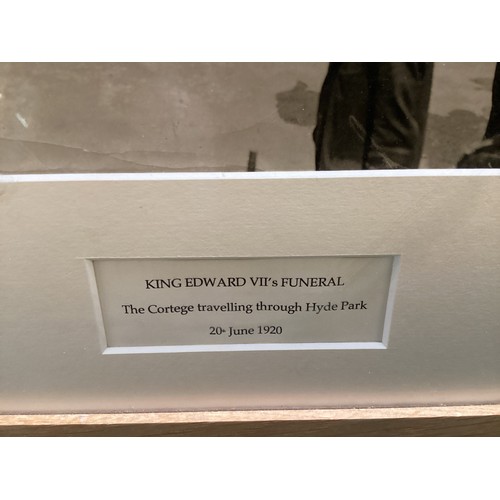 KING EDWARD VII's FUNERAL
The Cortege travelling through Hyde Park
20th June 1920